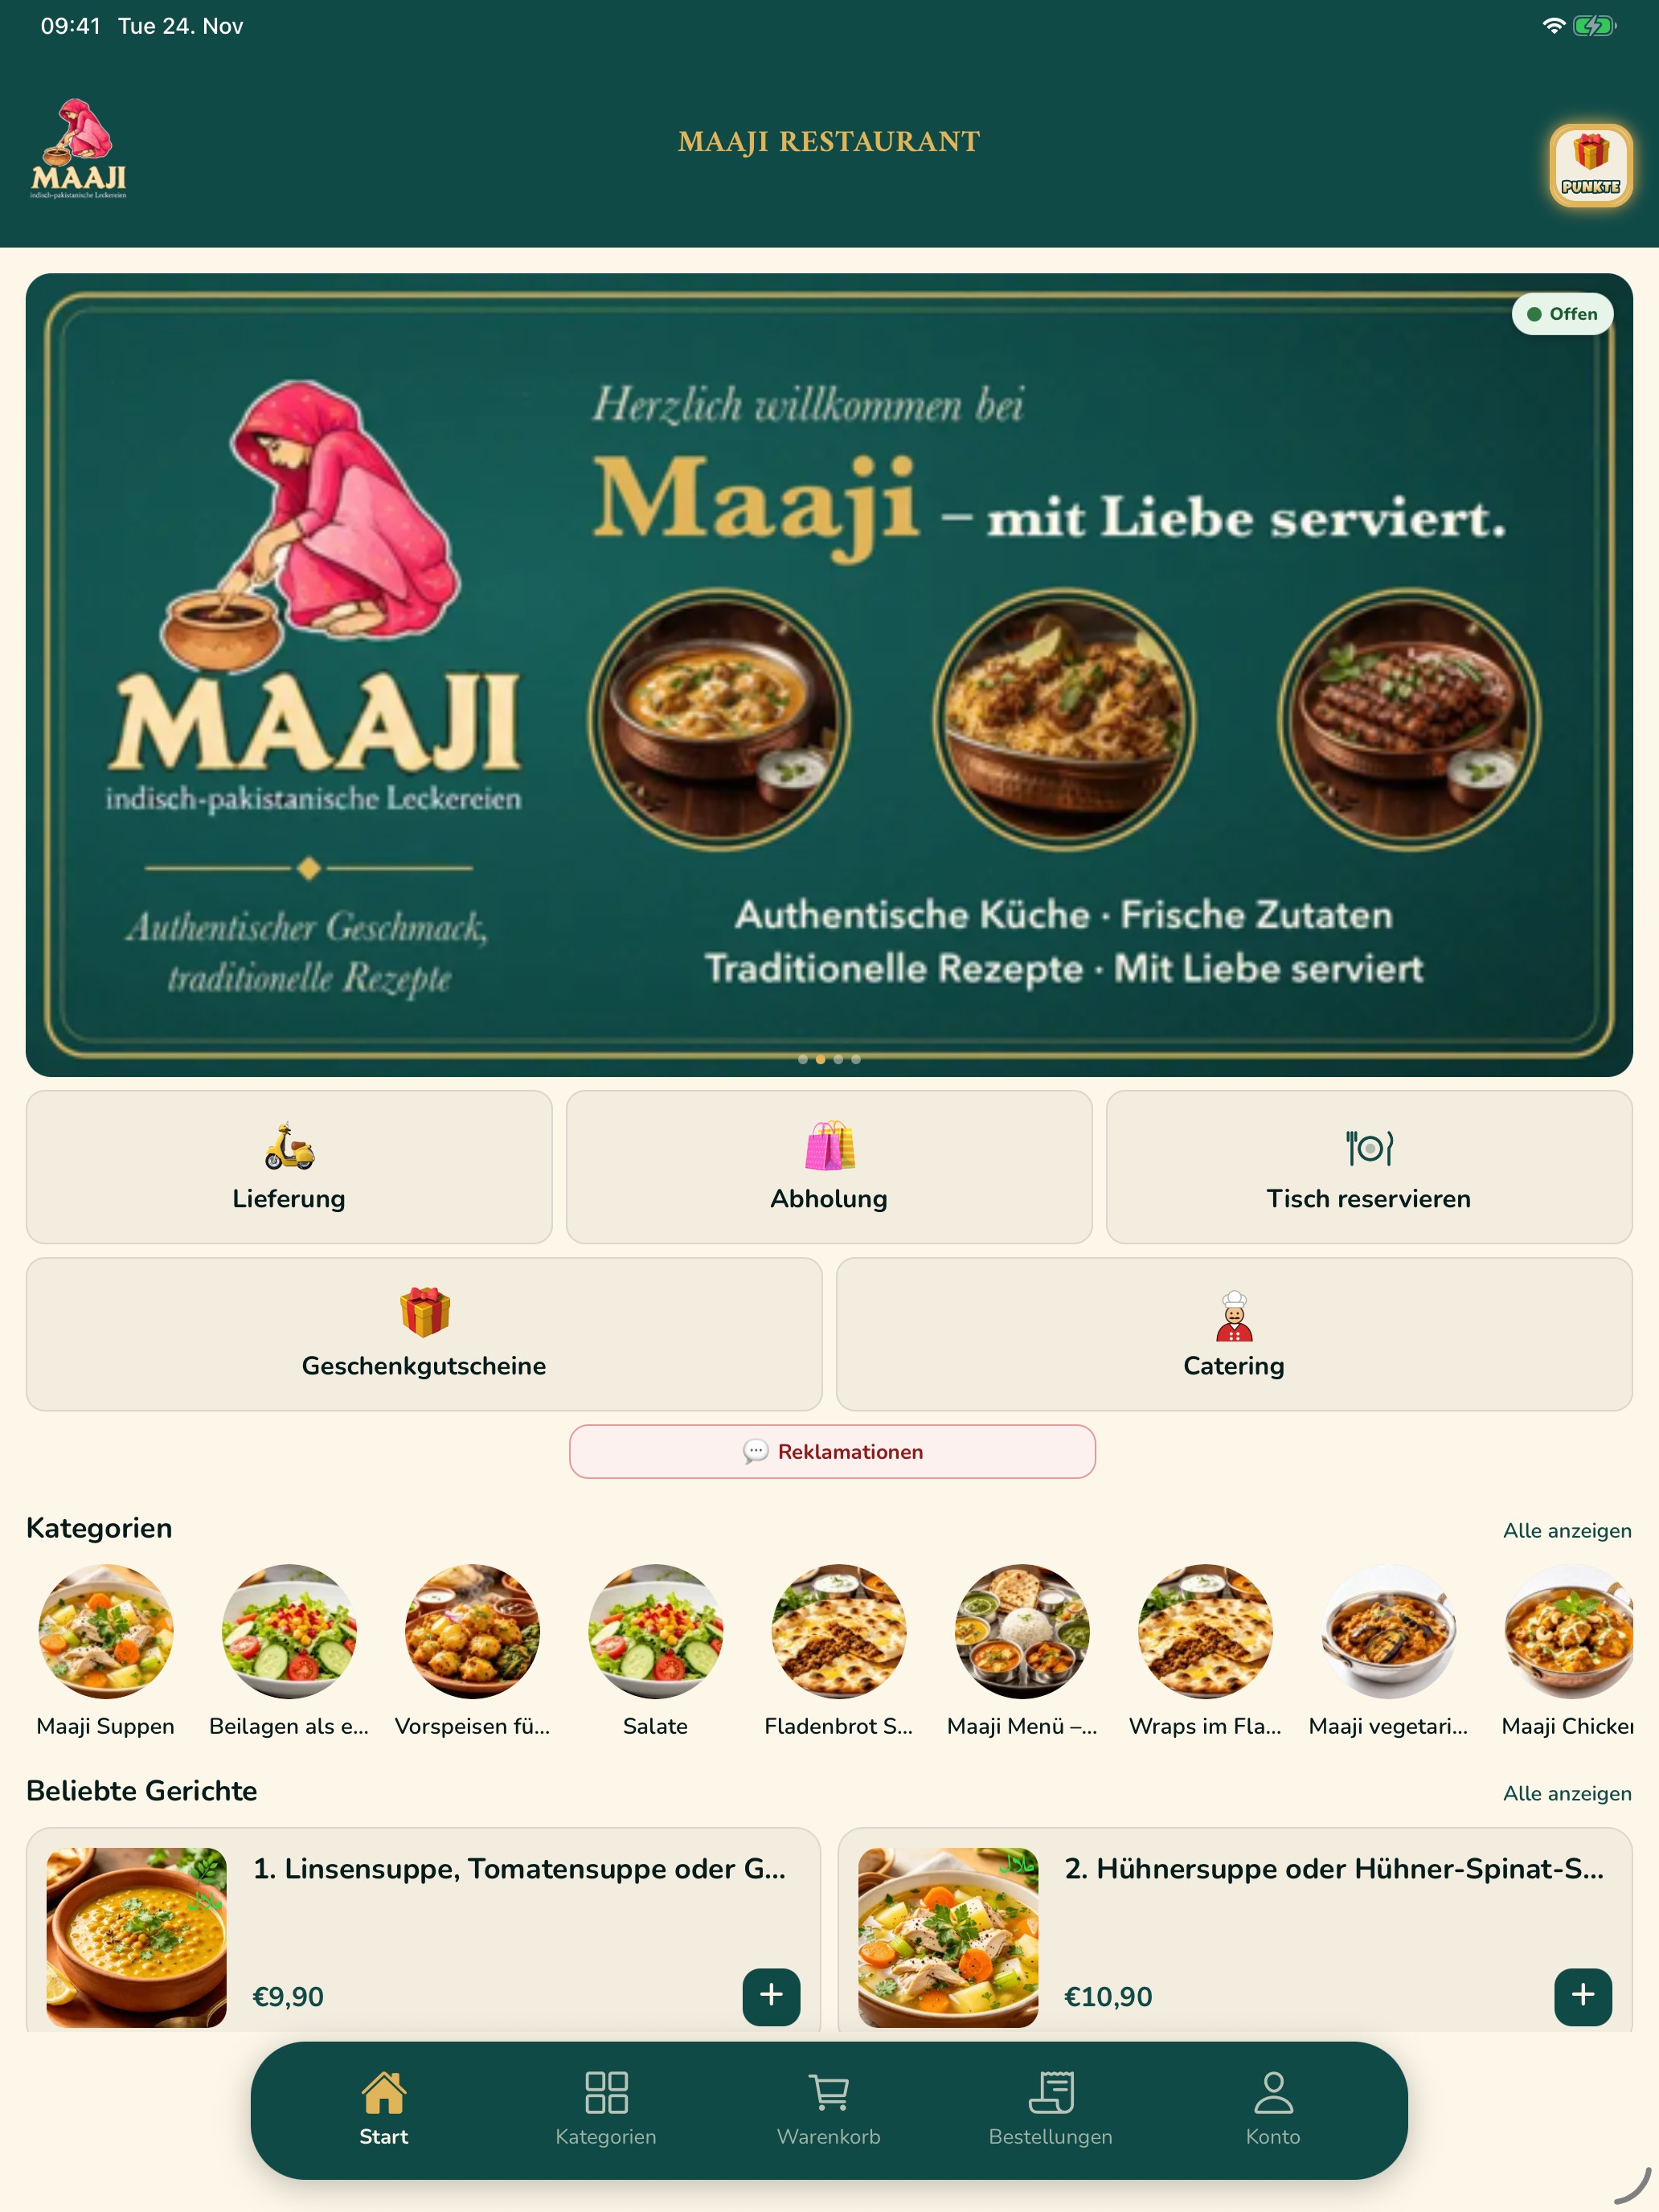 09:41 Tue 24. Nov
MAAJI
indisch-pakistanische Leckereien
MAAJI RESTAURANT
PUNKTE
Offen
Herzlich willkommen bei
Maaji – mit Liebe serviert.
MAAJI
indisch-pakistanische Leckereien
Authentischer Geschmack,
traditionelle Rezepte
Authentische Küche · Frische Zutaten
Traditionelle Rezepte · Mit Liebe serviert
Lieferung
Abholung
Tisch reservieren
Geschenkgutscheine
Catering
Reklamationen
Kategorien
Alle anzeigen
Maaji Suppen
Beilagen als e...
Vorspeisen fü...
Salate
Fladenbrot S...
Maaji Menü –...
Wraps im Fla...
Maaji vegetari...
Maaji Chicken
Beliebte Gerichte
Alle anzeigen
1. Linsensuppe, Tomatensuppe oder G...
€9,90
2. Hühnersuppe oder Hühner-Spinat-S...
€10,90
Start
Kategorien
Warenkorb
Bestellungen
Konto